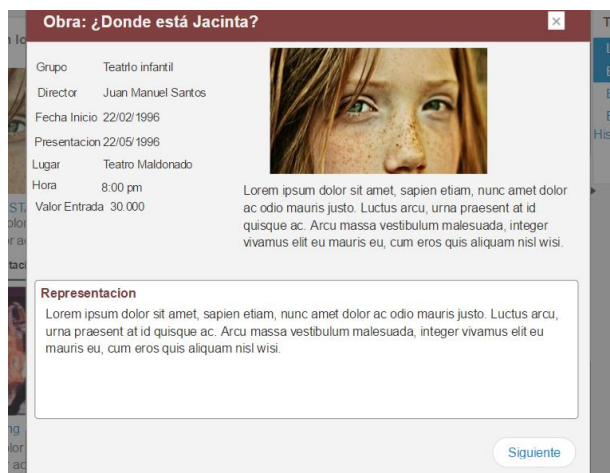 Obra: ¿Donde está Jacinta?
Grupo Teatrlo infantil
Director Juan Manuel Santos
Fecha Inicio 22/02/1996
Presentacion 22/05/1996
Lugar Teatro Maldonado
Hora 8:00 pm
Valor Entrada 30.000
Lorem ipsum dolor sit amet, sapien etiam, nunc amet dolor
ac odio mauris justo. Luctus arcu, urna praesent at id
quisque ac. Arcu massa vestibulum malesuada, integer
vivamus elit eu mauris eu, cum eros quis aliquam nisl wisi.
Representacion
Lorem ipsum dolor sit amet, sapien etiam, nunc amet dolor ac odio mauris justo. Luctus arcu,
urna praesent at id quisque ac. Arcu massa vestibulum malesuada, integer vivamus elit eu
mauris eu, cum eros quis aliquam nisl wisi.
Siguiente